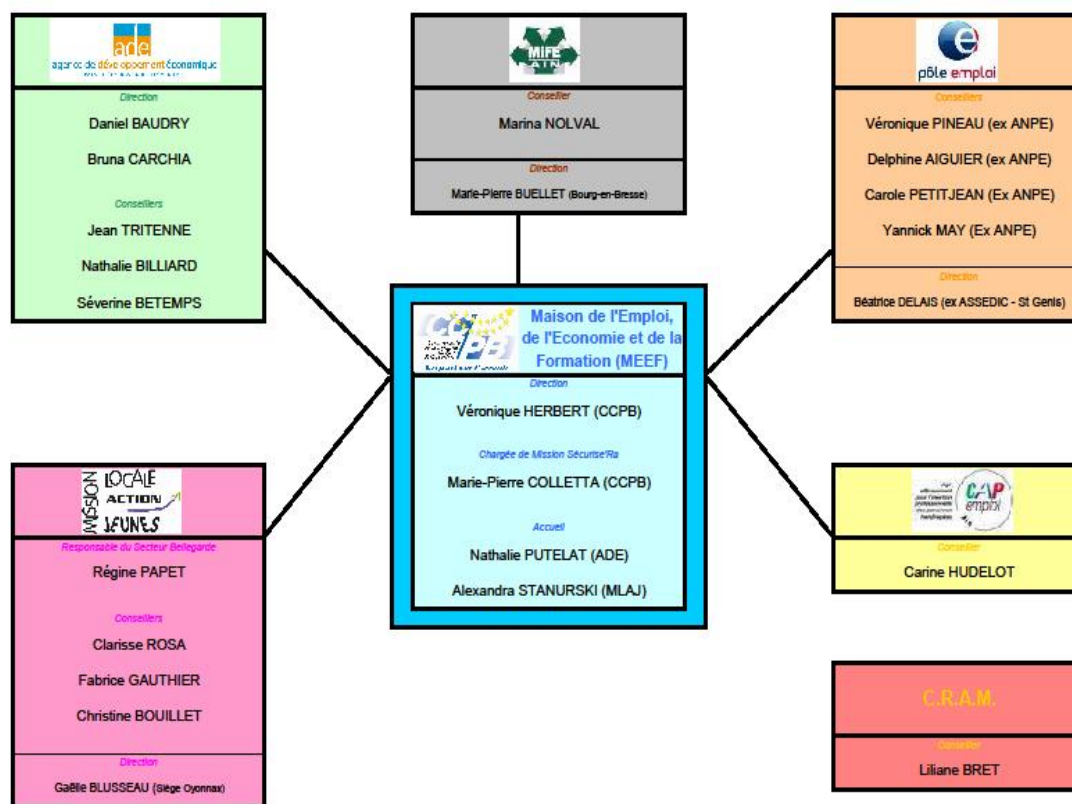 ade
agence de développement économique
Direction
Daniel BAUDRY
Bruna CARCHIA
Conseillers
Jean TRITENNE
Nathalie BILLIARD
Séverine BETEMPS
MIFE
AIN
Conseiller
Marina NOLVAL
Direction
Marie-Pierre BUELLET (Bourg-en-Bresse)
pôle emploi
Conseillers
Véronique PINEAU (ex ANPE)
Delphine AIGUIER (ex ANPE)
Carole PETITJEAN (Ex ANPE)
Yannick MAY (Ex ANPE)
Direction
Béatrice DELAIS (ex ASSEDIC - St Genis)
CCPB
Maison de l'Emploi,
de l'Economie et de la
Formation (MEEF)
Direction
Véronique HERBERT (CCPB)
Chargée de Mission Sécurise'Ra
Marie-Pierre COLLETTA (CCPB)
Accueil
Nathalie PUTELAT (ADE)
Alexandra STANURSKI (MLAJ)
MISSION
LOCALE
ACTION
JEUNES
Responsable du Secteur Bellegarde
Régine PAPET
Conseillers
Clarisse ROSA
Fabrice GAUTHIER
Christine BOUILLET
Direction
Gaëlle BLUSSEAU (Siège Oyonnax)
CAP
emploi
AIN
Conseiller
Carine HUDELOT
C.R.A.M.
Conseiller
Liliane BRET